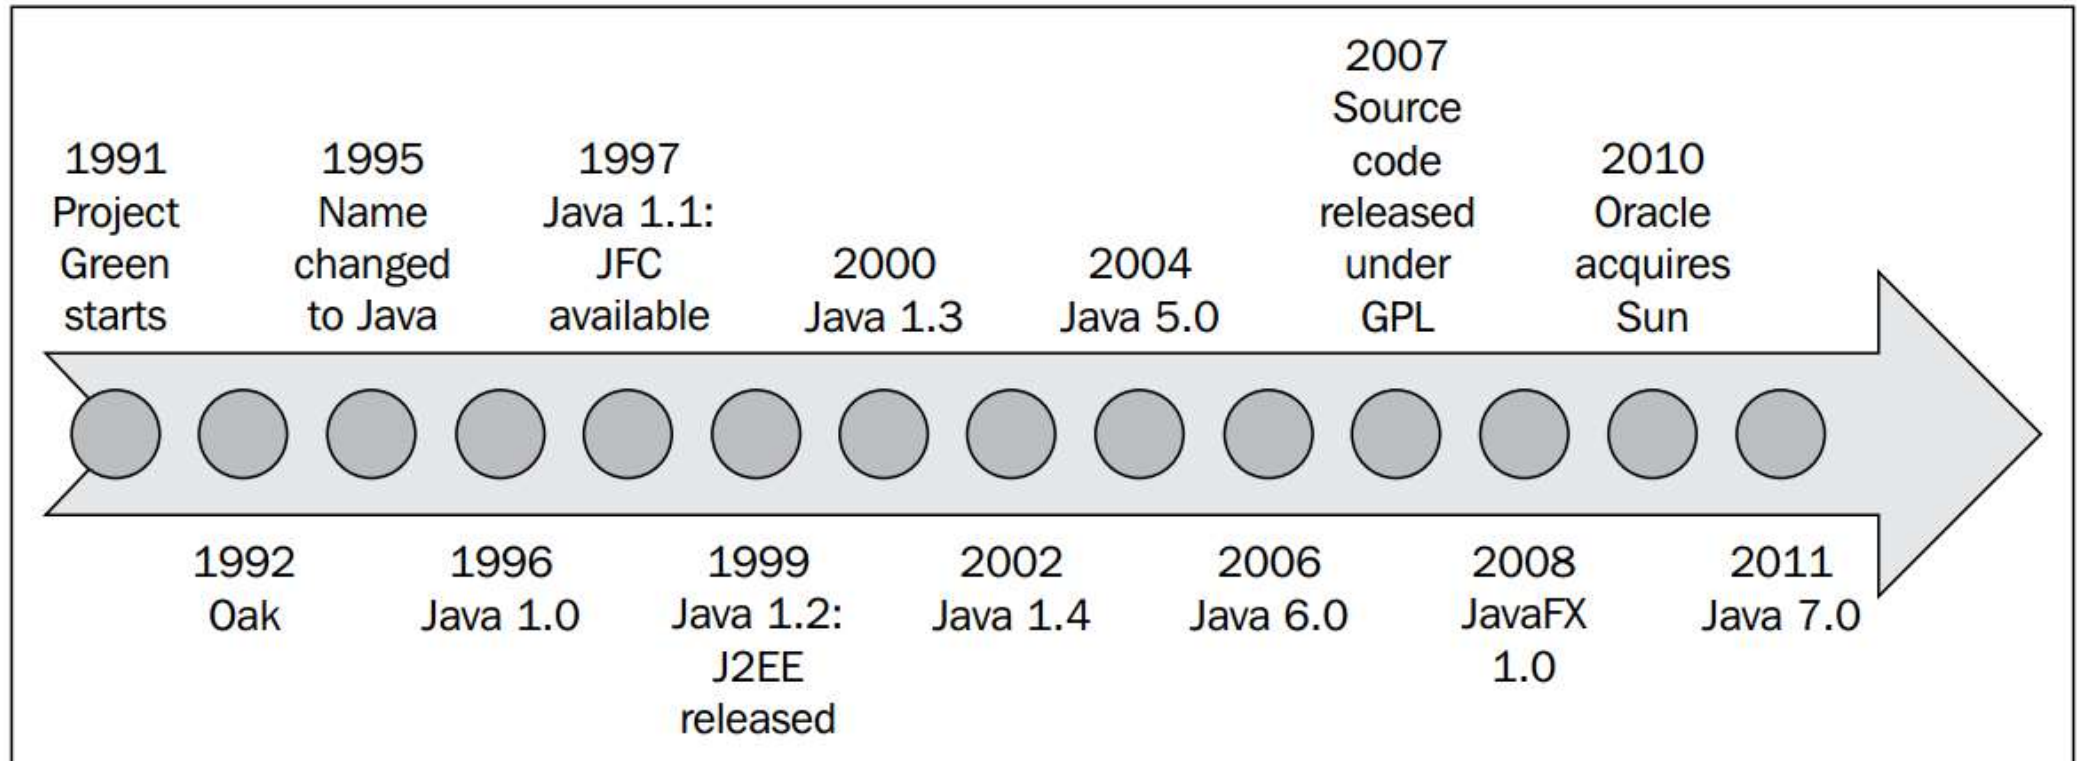 1991
Project
Green
starts
1995
Name
changed
to Java
1997
Java 1.1:
JFC
available
2000
Java 1.3
2004
Java 5.0
2007
Source
code
released
under
GPL
2010
Oracle
acquires
Sun
1992
Oak
1996
Java 1.0
1999
Java 1.2:
J2EE
released
2002
Java 1.4
2006
Java 6.0
2008
JavaFX
1.0
2011
Java 7.0